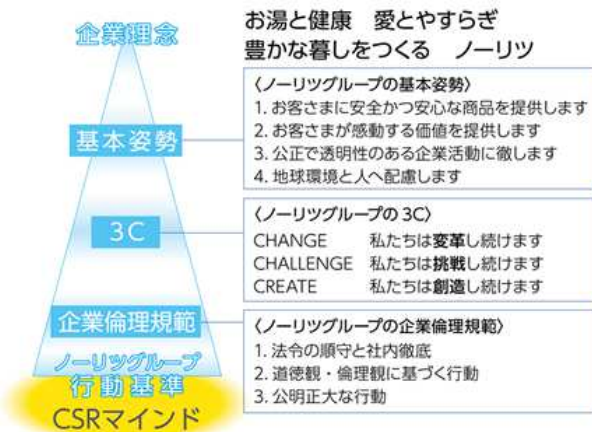 企業理念
お湯と健康　愛とやすらぎ
豊かな暮しをつくる　ノーリツ
基本姿勢
〈ノーリツグループの基本姿勢〉
1. お客さまに安全かつ安心な商品を提供します
2. お客さまが感動する価値を提供します
3. 公正で透明性のある企業活動に徹します
4. 地球環境と人へ配慮します
3C
〈ノーリツグループの3C〉
CHANGE　私たちは変革し続けます
CHALLENGE　私たちは挑戦し続けます
CREATE　私たちは創造し続けます
企業倫理規範
〈ノーリツグループの企業倫理規範〉
1. 法令の順守と社内徹底
2. 道徳観・倫理観に基づく行動
3. 公明正大な行動
ノーリツグループ
行動基準
CSRマインド